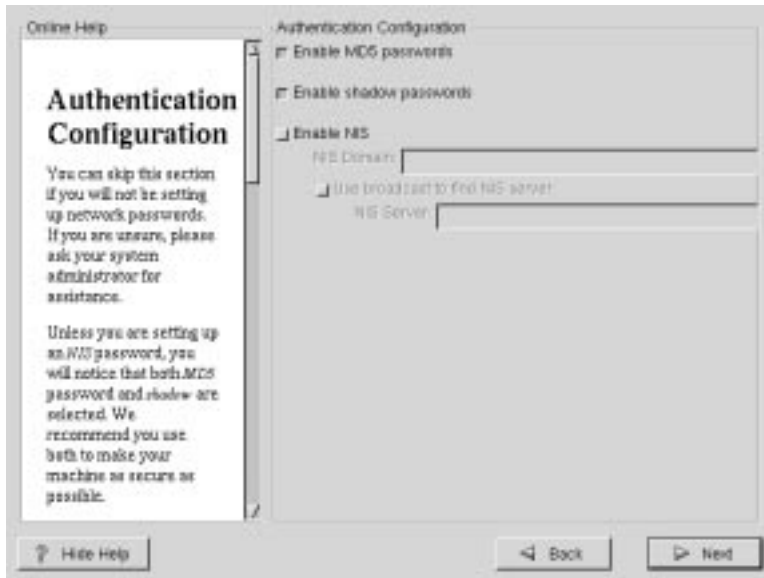 Online Help
Authentication
Configuration
You can skip this section
if you will not be setting
up network passwords.
If you are unsure, please
ask your system
administrator for
assistance.
Unless you are setting up
an NIS password, you
will notice that both MD5
password and shadow are
selected. We
recommend you use
both to make your
machine as secure as
possible.
Authentication Configuration
Enable MD5 passwords
Enable shadow passwords
Enable NIS
NIS Domain:
Use broadcast to find NIS server
NIS Server:
? Hide Help
Back
Next